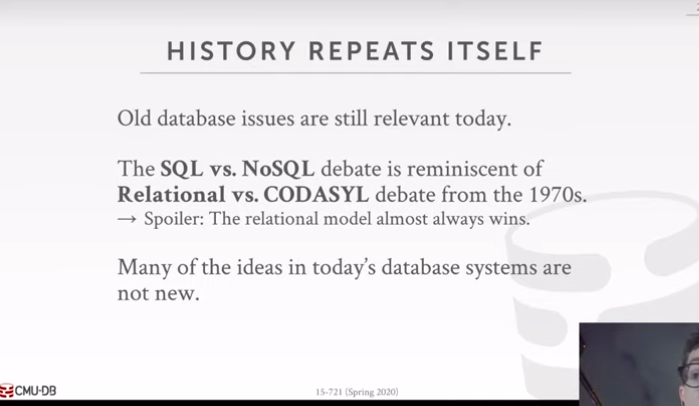 HISTORY REPEATS ITSELF
Old database issues are still relevant today.
The SQL vs. NoSQL debate is reminiscent of
Relational vs. CODASYL debate from the 1970s.
→ Spoiler: The relational model almost always wins.
Many of the ideas in today's database systems are
not new.
CMU·DB
15-721 (Spring 2020)